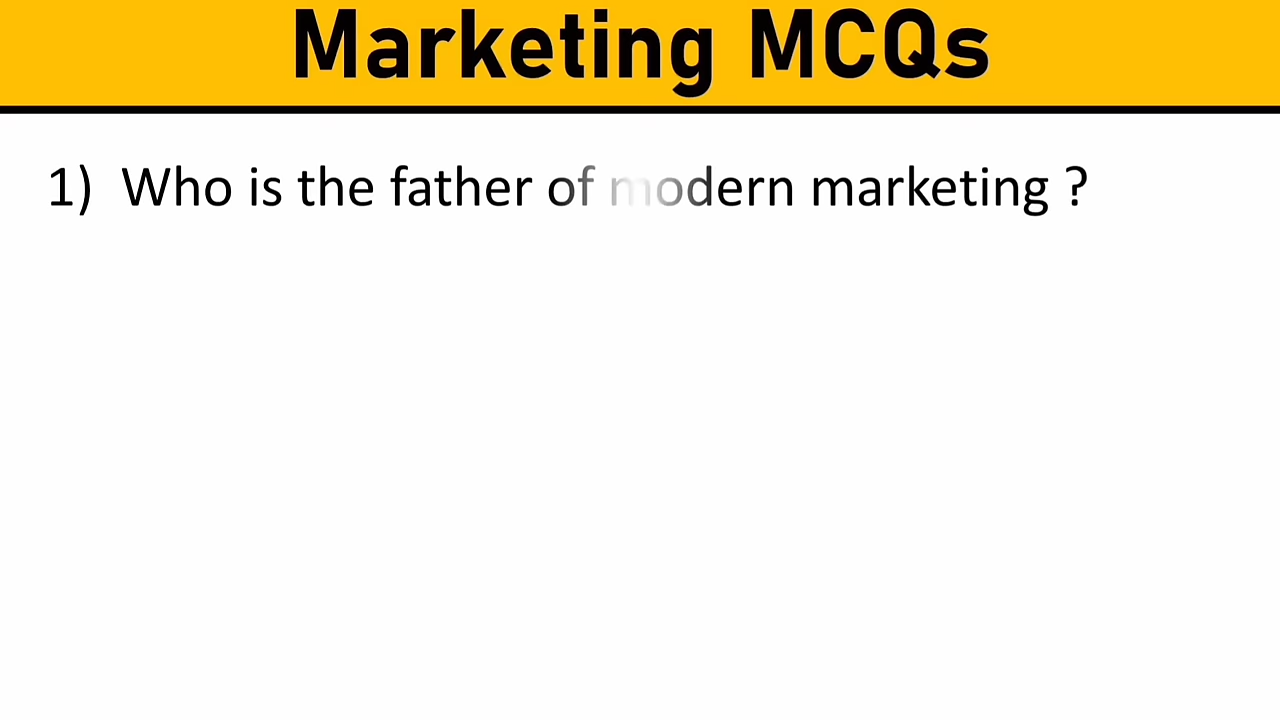 Marketing MCQs
1) Who is the father of modern marketing ?